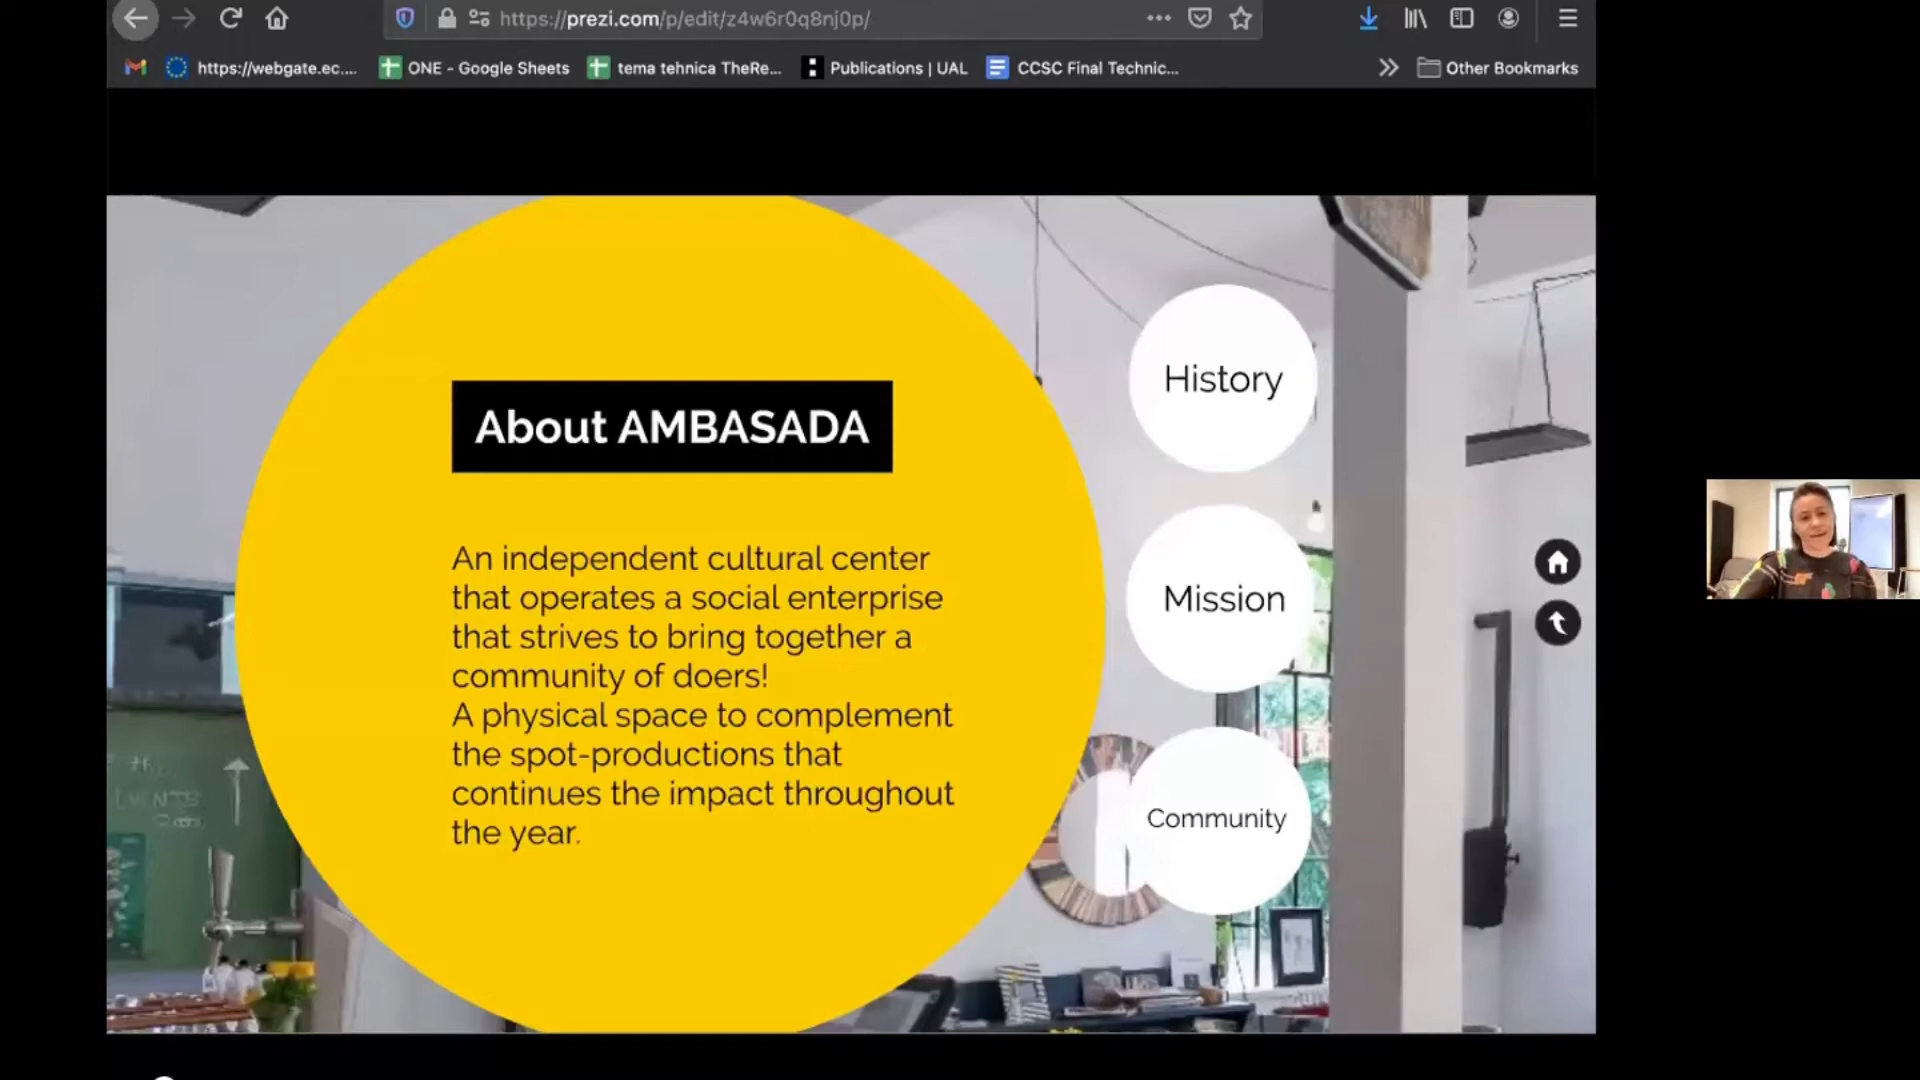 https://prezi.com/p/edit/z4w6r0q8nj0p/
https://webgate.ec....
ONE - Google Sheets
tema tehnica TheRe...
Publications | UAL
CCSC Final Technic...
Other Bookmarks
About AMBASADA
An independent cultural center
that operates a social enterprise
that strives to bring together a
community of doers!
A physical space to complement
the spot-productions that
continues the impact throughout
the year.
History
Mission
Community